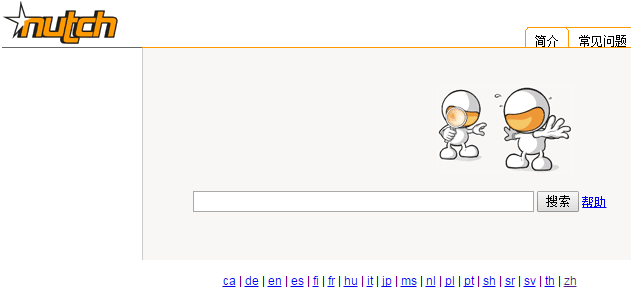 nutch
简介 常见问题
搜索 帮助
ca | de | en | es | fi | fr | hu | it | jp | ms | nl | pl | pt | sh | sr | sv | th | zh